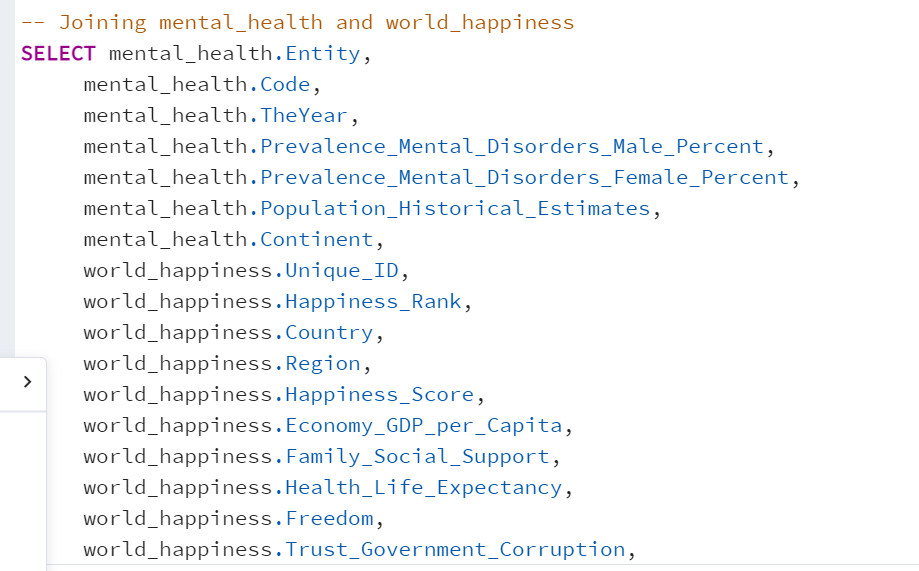 -- Joining mental_health and world_happiness
SELECT mental_health.Entity,
mental_health.Code,
mental_health.TheYear,
mental_health.Prevalence_Mental_Disorders_Male_Percent,
mental_health.Prevalence_Mental_Disorders_Female_Percent,
mental_health.Population_Historical_Estimates,
mental_health.Continent,
world_happiness.Unique_ID,
world_happiness.Happiness_Rank,
world_happiness.Country,
world_happiness.Region,
world_happiness.Happiness_Score,
world_happiness.Economy_GDP_per_Capita,
world_happiness.Family_Social_Support,
world_happiness.Health_Life_Expectancy,
world_happiness.Freedom,
world_happiness.Trust_Government_Corruption,